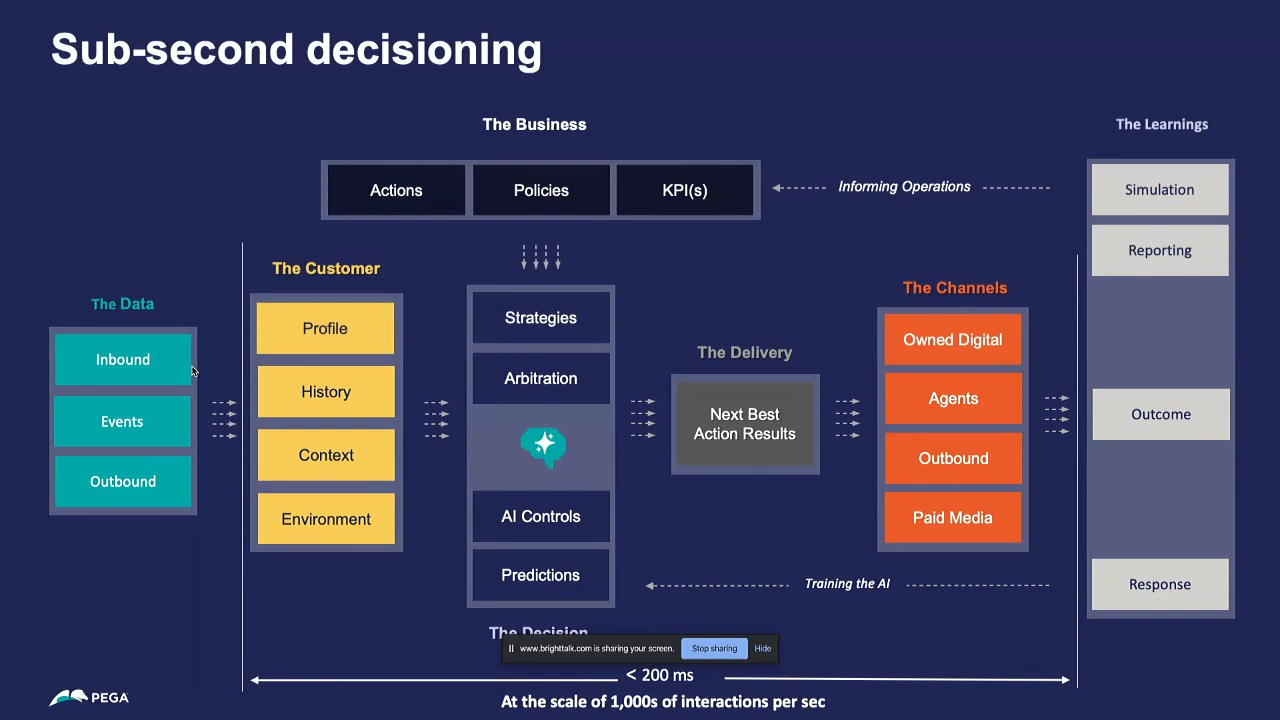 Sub-second decisioning
The Business
The Learnings
Actions
Policies
KPI(s)
Informing Operations
Simulation
Reporting
The Customer
The Data
The Channels
Inbound
Events
Outbound
Profile
History
Context
Environment
Strategies
Arbitration
AI Controls
Predictions
The Decision
The Delivery
Next Best
Action Results
Owned Digital
Agents
Outbound
Paid Media
Outcome
Training the AI
Response
www.brighttalk.com is sharing your screen.
Stop sharing
Hide
< 200 ms
At the scale of 1,000s of interactions per sec
PEGA